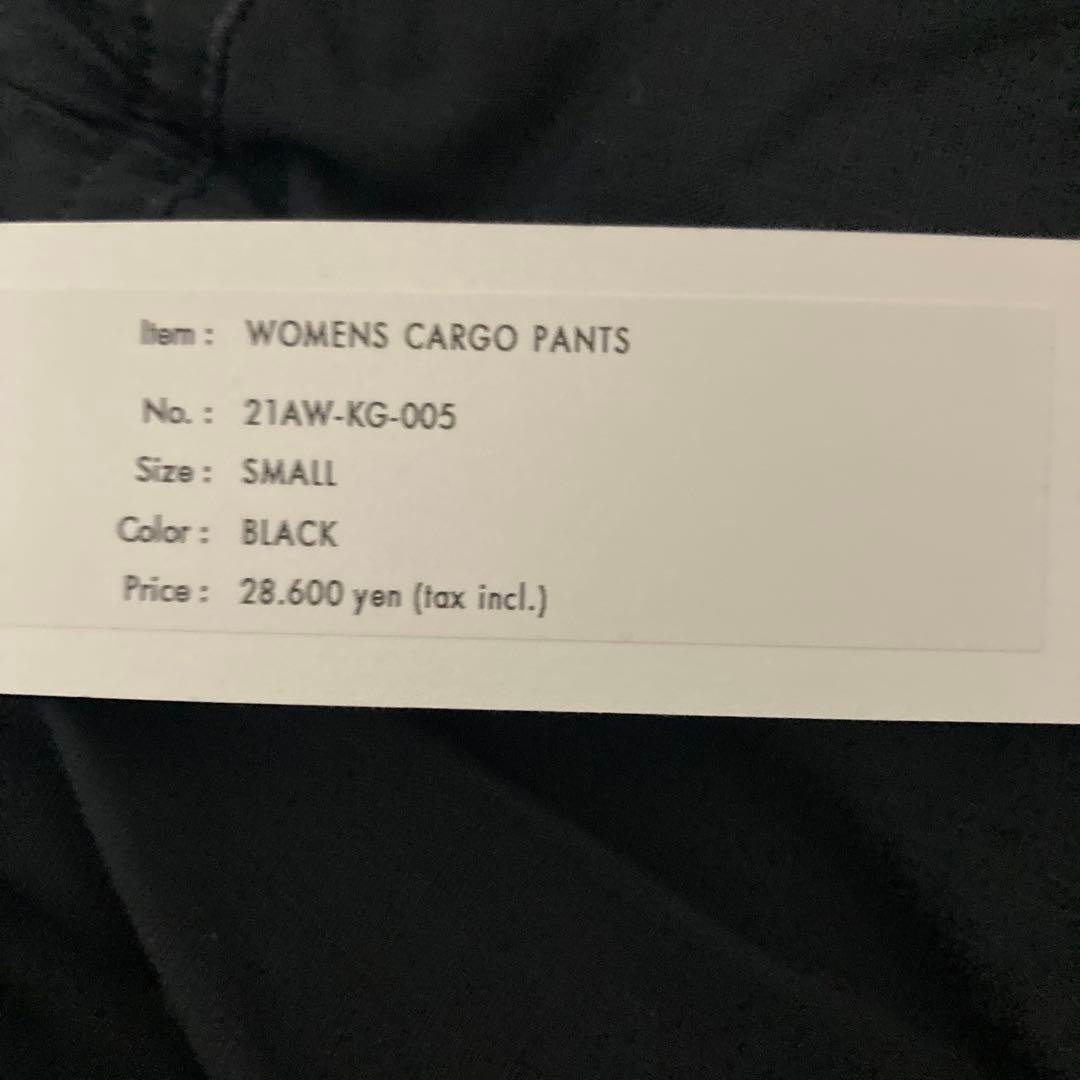 Item : WOMENS CARGO PANTS
No. : 21AW-KG-005
Size : SMALL
Color : BLACK
Price : 28.600 yen (tax incl.)